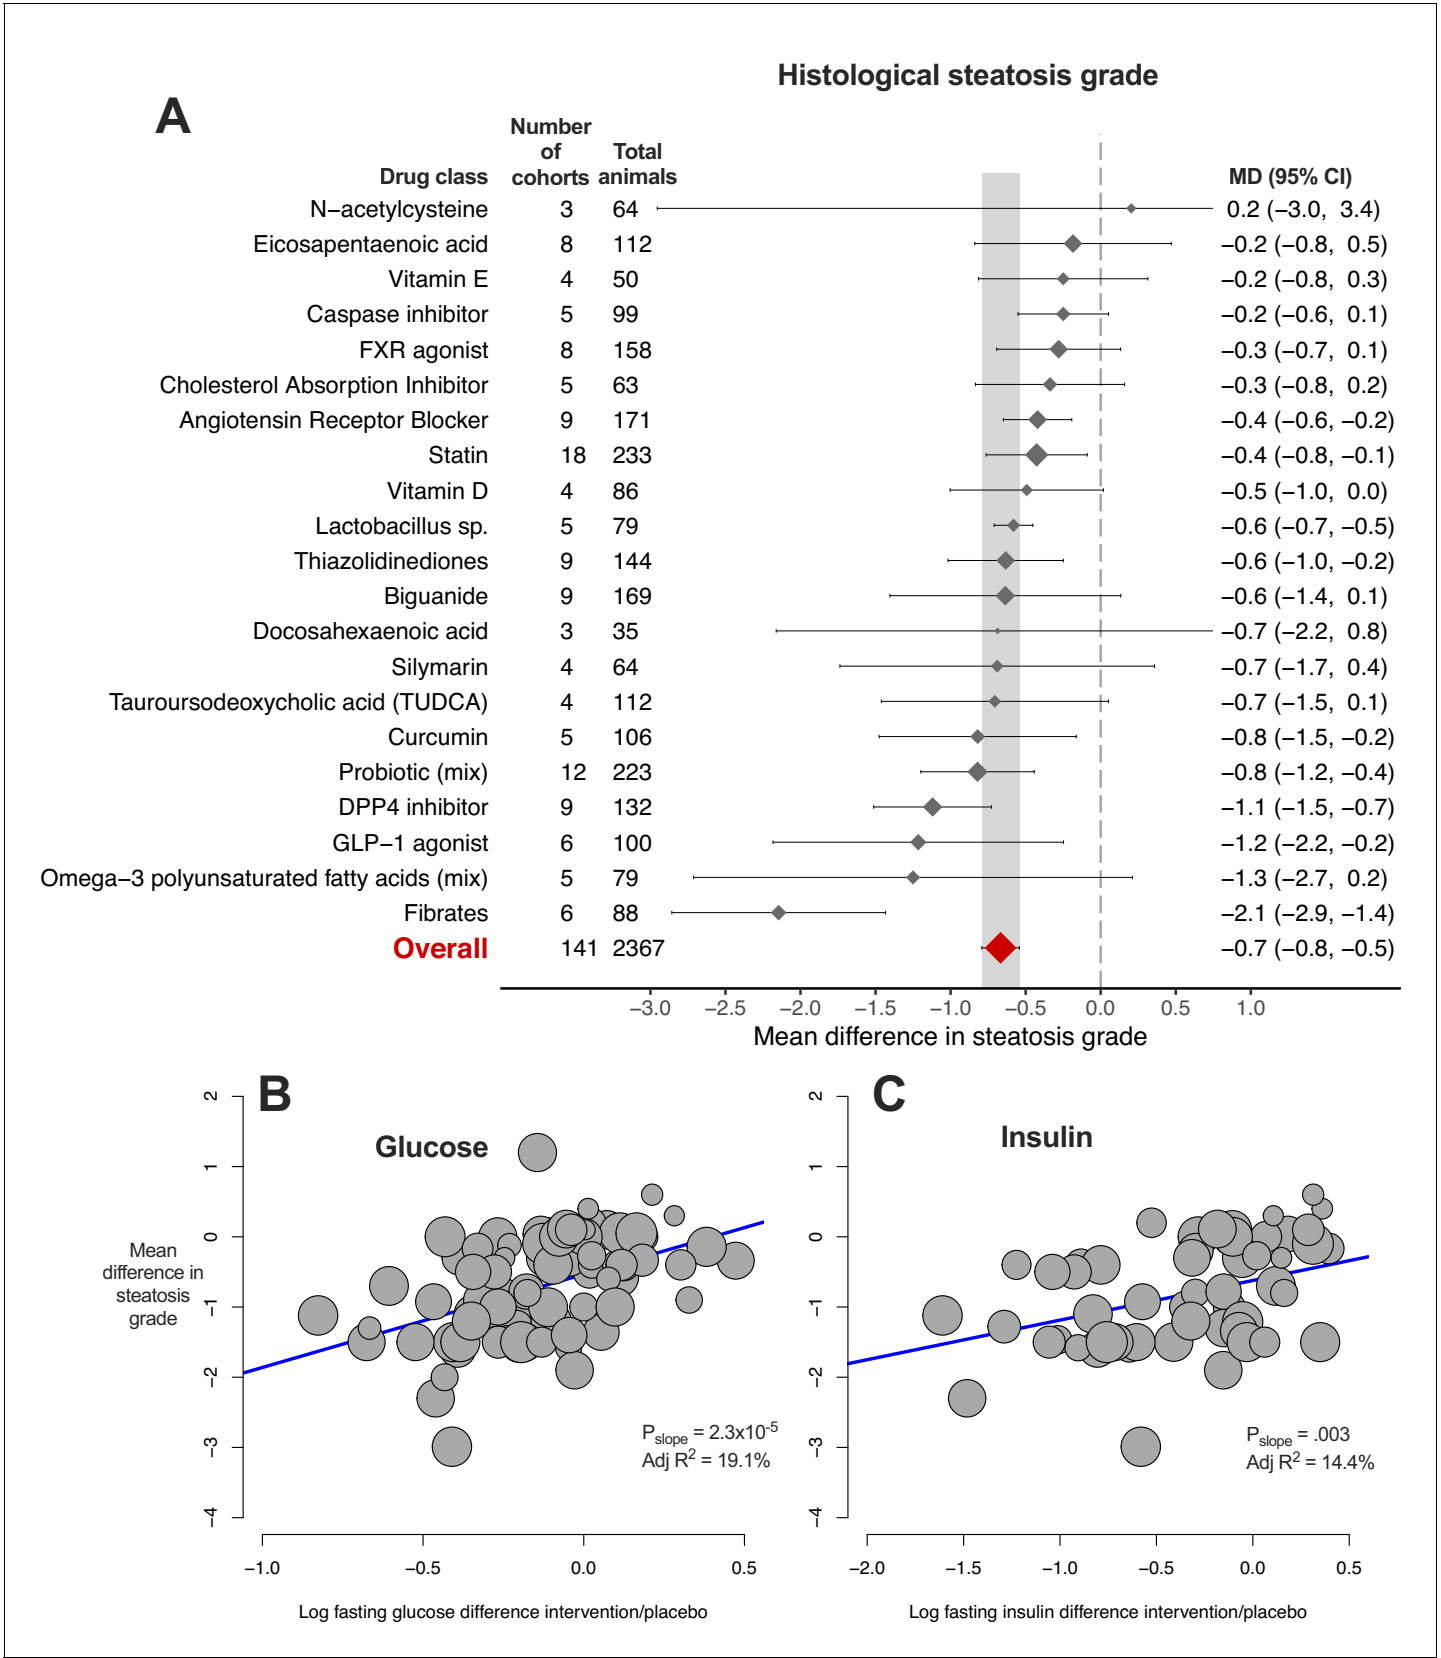 Histological steatosis grade
A
Number
of
cohorts
Total
animals
Drug class
MD (95% CI)
N−acetylcysteine 3 64 0.2 (−3.0, 3.4)
Eicosapentaenoic acid 8 112 −0.2 (−0.8, 0.5)
Vitamin E 4 50 −0.2 (−0.8, 0.3)
Caspase inhibitor 5 99 −0.2 (−0.6, 0.1)
FXR agonist 8 158 −0.3 (−0.7, 0.1)
Cholesterol Absorption Inhibitor 5 63 −0.3 (−0.8, 0.2)
Angiotensin Receptor Blocker 9 171 −0.4 (−0.6, −0.2)
Statin 18 233 −0.4 (−0.8, −0.1)
Vitamin D 4 86 −0.5 (−1.0, 0.0)
Lactobacillus sp. 5 79 −0.6 (−0.7, −0.5)
Thiazolidinediones 9 144 −0.6 (−1.0, −0.2)
Biguanide 9 169 −0.6 (−1.4, 0.1)
Docosahexaenoic acid 3 35 −0.7 (−2.2, 0.8)
Silymarin 4 64 −0.7 (−1.7, 0.4)
Tauroursodeoxycholic acid (TUDCA) 4 112 −0.7 (−1.5, 0.1)
Curcumin 5 106 −0.8 (−1.5, −0.2)
Probiotic (mix) 12 223 −0.8 (−1.2, −0.4)
DPP4 inhibitor 9 132 −1.1 (−1.5, −0.7)
GLP−1 agonist 6 100 −1.2 (−2.2, −0.2)
Omega−3 polyunsaturated fatty acids (mix) 5 79 −1.3 (−2.7, 0.2)
Fibrates 6 88 −2.1 (−2.9, −1.4)
Overall 141 2367 −0.7 (−0.8, −0.5)
−3.0 −2.5 −2.0 −1.5 −1.0 −0.5 0.0 0.5 1.0
Mean difference in steatosis grade
B
Glucose
Mean
difference in
steatosis
grade
2
1
0
−1
−2
−3
−4
Pslope = 2.3x10-5
Adj R2 = 19.1%
−1.0 −0.5 0.0 0.5
Log fasting glucose difference intervention/placebo
C
Insulin
2
1
0
−1
−2
−3
−4
Pslope = .003
Adj R2 = 14.4%
−2.0 −1.5 −1.0 −0.5 0.0 0.5
Log fasting insulin difference intervention/placebo